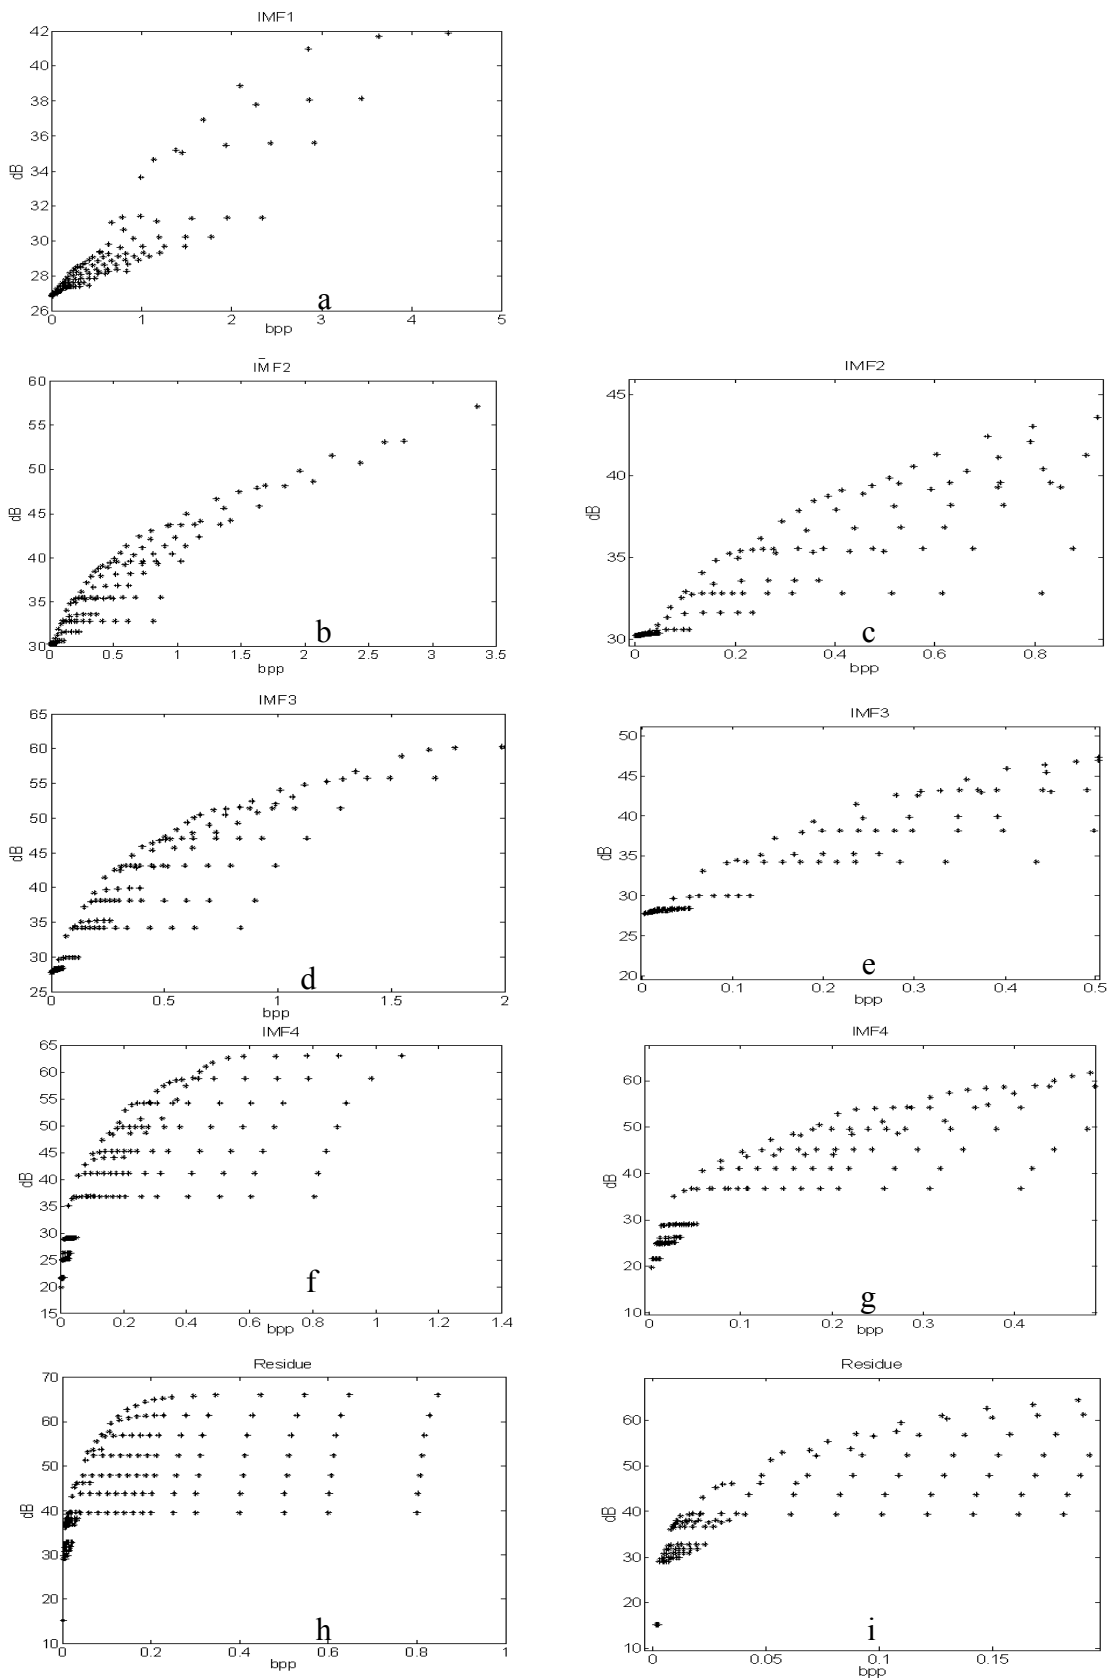 IMF1
42
40
38
36
34
32
30
28
26
dB
0 1 2 3 4 5
bpp
a
IMF2
60
55
50
45
40
35
30
dB
0 0.5 1 1.5 2 2.5 3 3.5
bpp
b
IMF2
45
40
35
30
dB
0 0.2 0.4 0.6 0.8
bpp
c
IMF3
65
60
55
50
45
40
35
30
25
dB
0 0.5 1 1.5 2
bpp
d
IMF3
50
45
40
35
30
25
20
dB
0 0.1 0.2 0.3 0.4 0.5
bpp
e
IMF4
65
60
55
50
45
40
35
30
25
20
15
dB
0 0.2 0.4 0.6 0.8 1 1.2 1.4
bpp
f
IMF4
60
50
40
30
20
10
dB
0 0.1 0.2 0.3 0.4
bpp
g
Residue
70
60
50
40
30
20
10
dB
0 0.2 0.4 0.6 0.8 1
bpp
h
Residue
60
50
40
30
20
10
dB
0 0.05 0.1 0.15
bpp
i